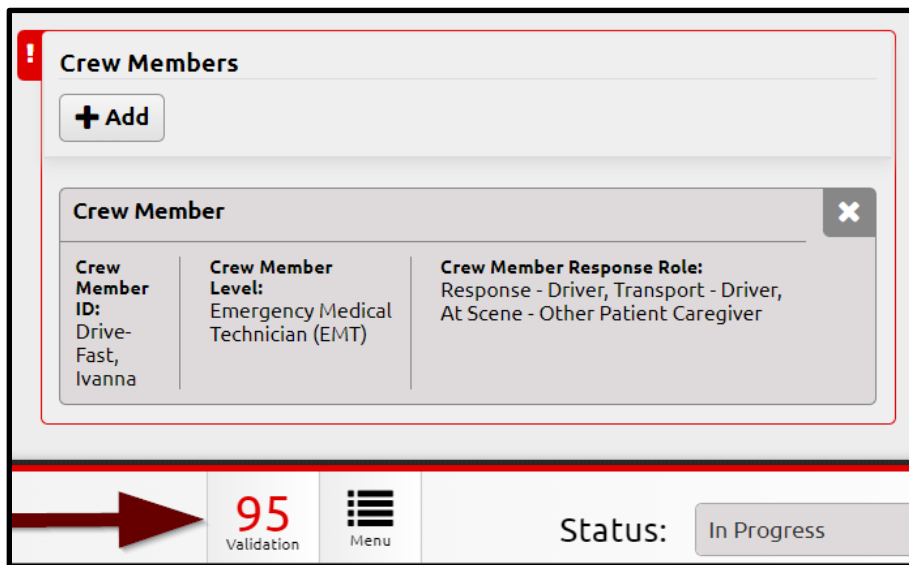 !
Crew Members
+ Add
Crew Member
Crew
Member
ID:
Drive-
Fast,
Ivanna
Crew Member
Level:
Emergency Medical
Technician (EMT)
Crew Member Response Role:
Response - Driver, Transport - Driver,
At Scene - Other Patient Caregiver
95
Validation
Menu
Status:
In Progress